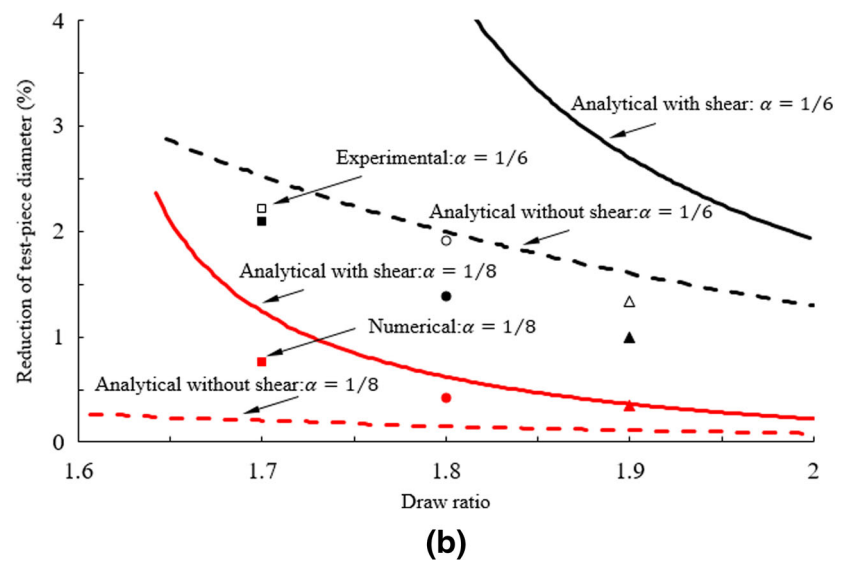 4
Analytical with shear: α = 1/6
3
Experimental:α = 1/6
Analytical without shear:α = 1/6
2
Analytical with shear:α = 1/8
Numerical:α = 1/8
1
Analytical without shear:α = 1/8
0
Reduction of test-piece diameter (%)
1.6 1.7 1.8 1.9 2
Draw ratio
(b)